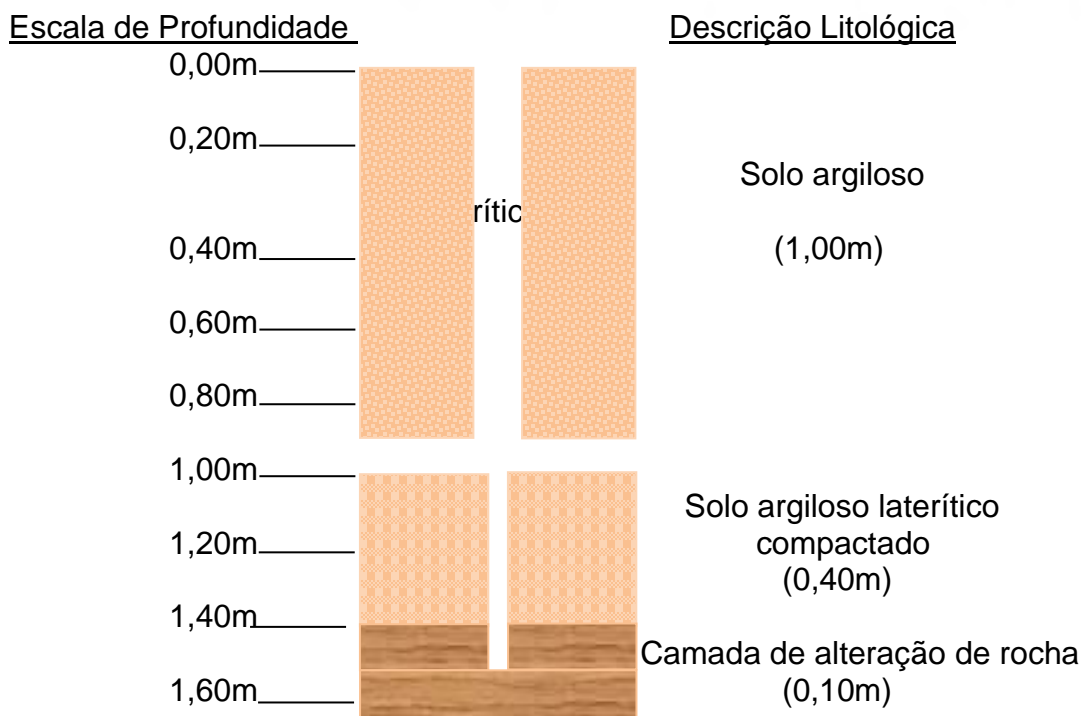 Escala de Profundidade
Descrição Litológica
0,00m
0,20m
Solo argiloso
rític
0,40m
(1,00m)
0,60m
0,80m
1,00m
Solo argiloso laterítico
compactado
1,20m
(0,40m)
1,40m
Camada de alteração de rocha
(0,10m)
1,60m